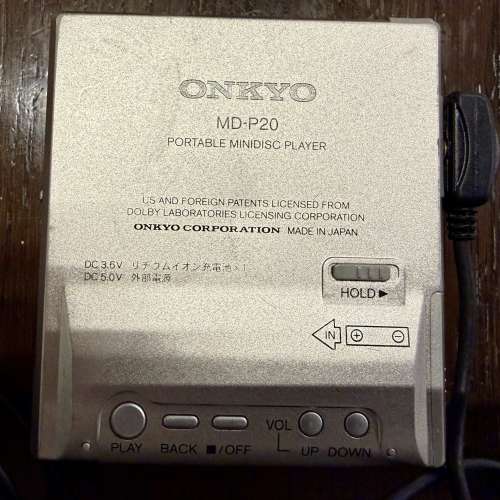 ONKYO
MD-P20
PORTABLE MINIDISC PLAYER
US AND FOREIGN PATENTS LICENSED FROM
DOLBY LABORATORIES LICENSING CORPORATION
ONKYO CORPORATION MADE IN JAPAN
DC 3.6V リチウムイオン充電池×1
DC 5.0V 外部電源
HOLD ▶
IN ⊕ ⊖
PLAY BACK ■/OFF VOL UP DOWN